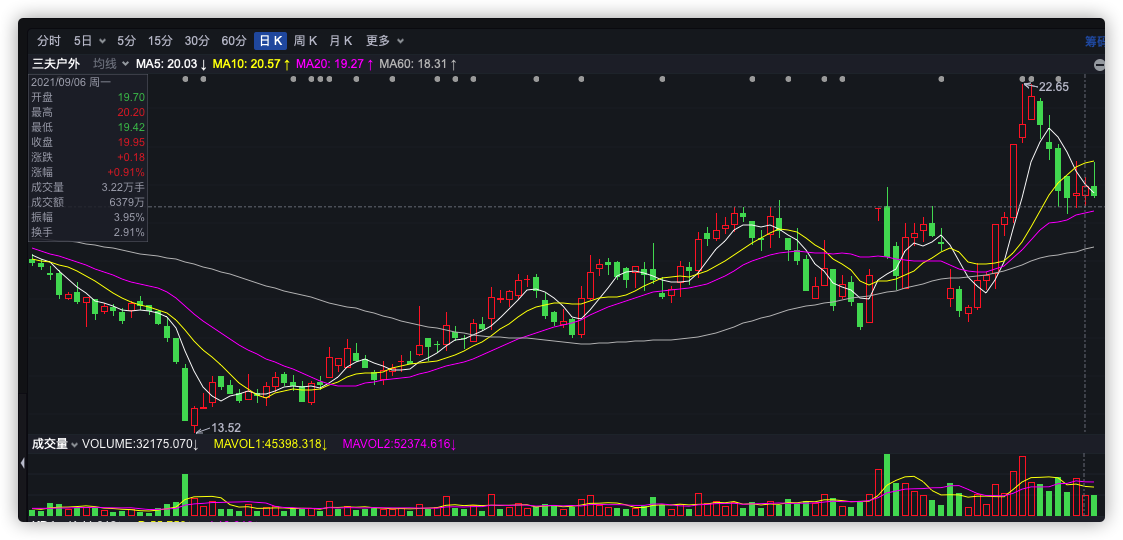 分时 5日 5分 15分 30分 60分 日 K 周 K 月 K 更多
三夫户外 均线 MA5: 20.03↓ MA10: 20.57↑ MA20: 19.27↑ MA60: 18.31↑
2021/09/06 周一
开盘 19.70
最高 20.20
最低 19.42
收盘 19.95
涨跌 +0.18
涨幅 +0.91%
成交量 3.22万手
成交额 6379万
振幅 3.95%
换手 2.91%
22.65
13.52
成交量 VOLUME:32175.070↓ MAVOL1:45398.318↓ MAVOL2:52374.616↓